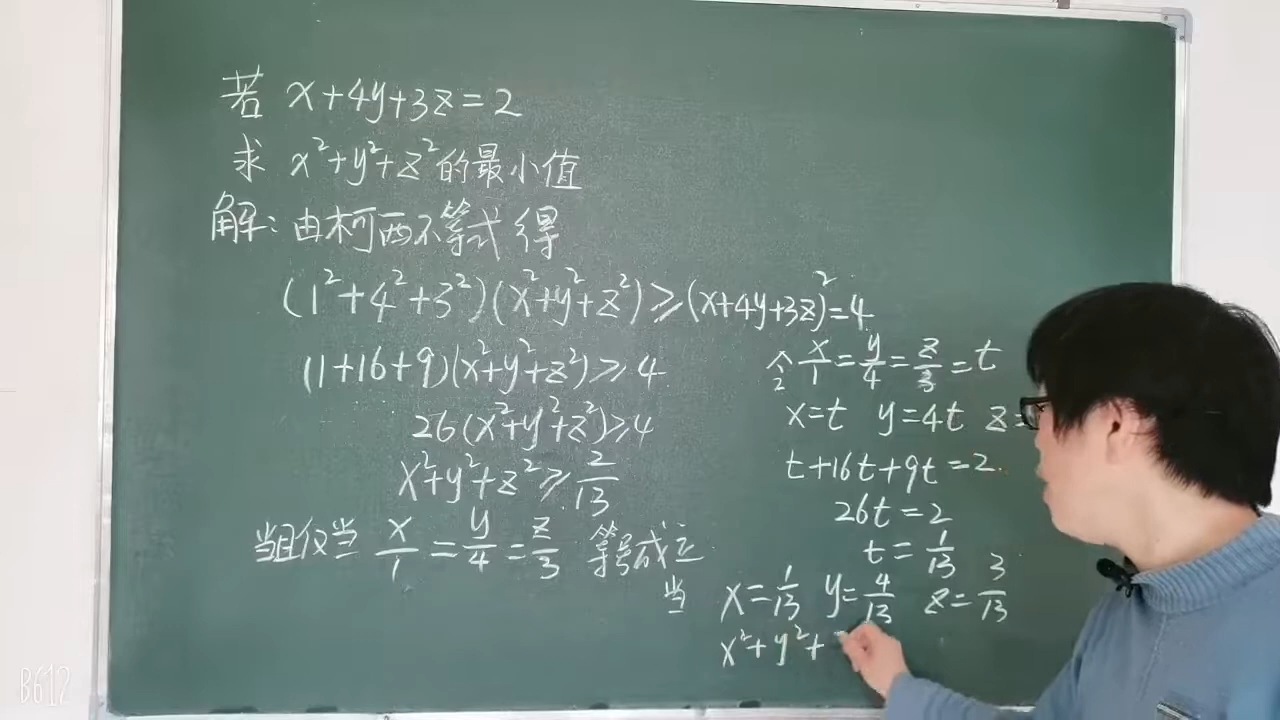 若 x+4y+3z=2
求 x²+y²+z²的最小值
解:由柯西不等式得
(1²+4²+3²)(x²+y²+z²)≥(x+4y+3z)²=4
(1+16+9)(x²+y²+z²)≥4
26(x²+y²+z²)≥4
x²+y²+z²≥2/13
当且仅当 x/1=y/4=z/3 等号成立
令 x/1=y/4=z/3=t
x=t y=4t z=
t+16t+9t=2
26t=2
t=1/13
当 x=1/13 y=4/13 z=3/13
x²+y²+
B612